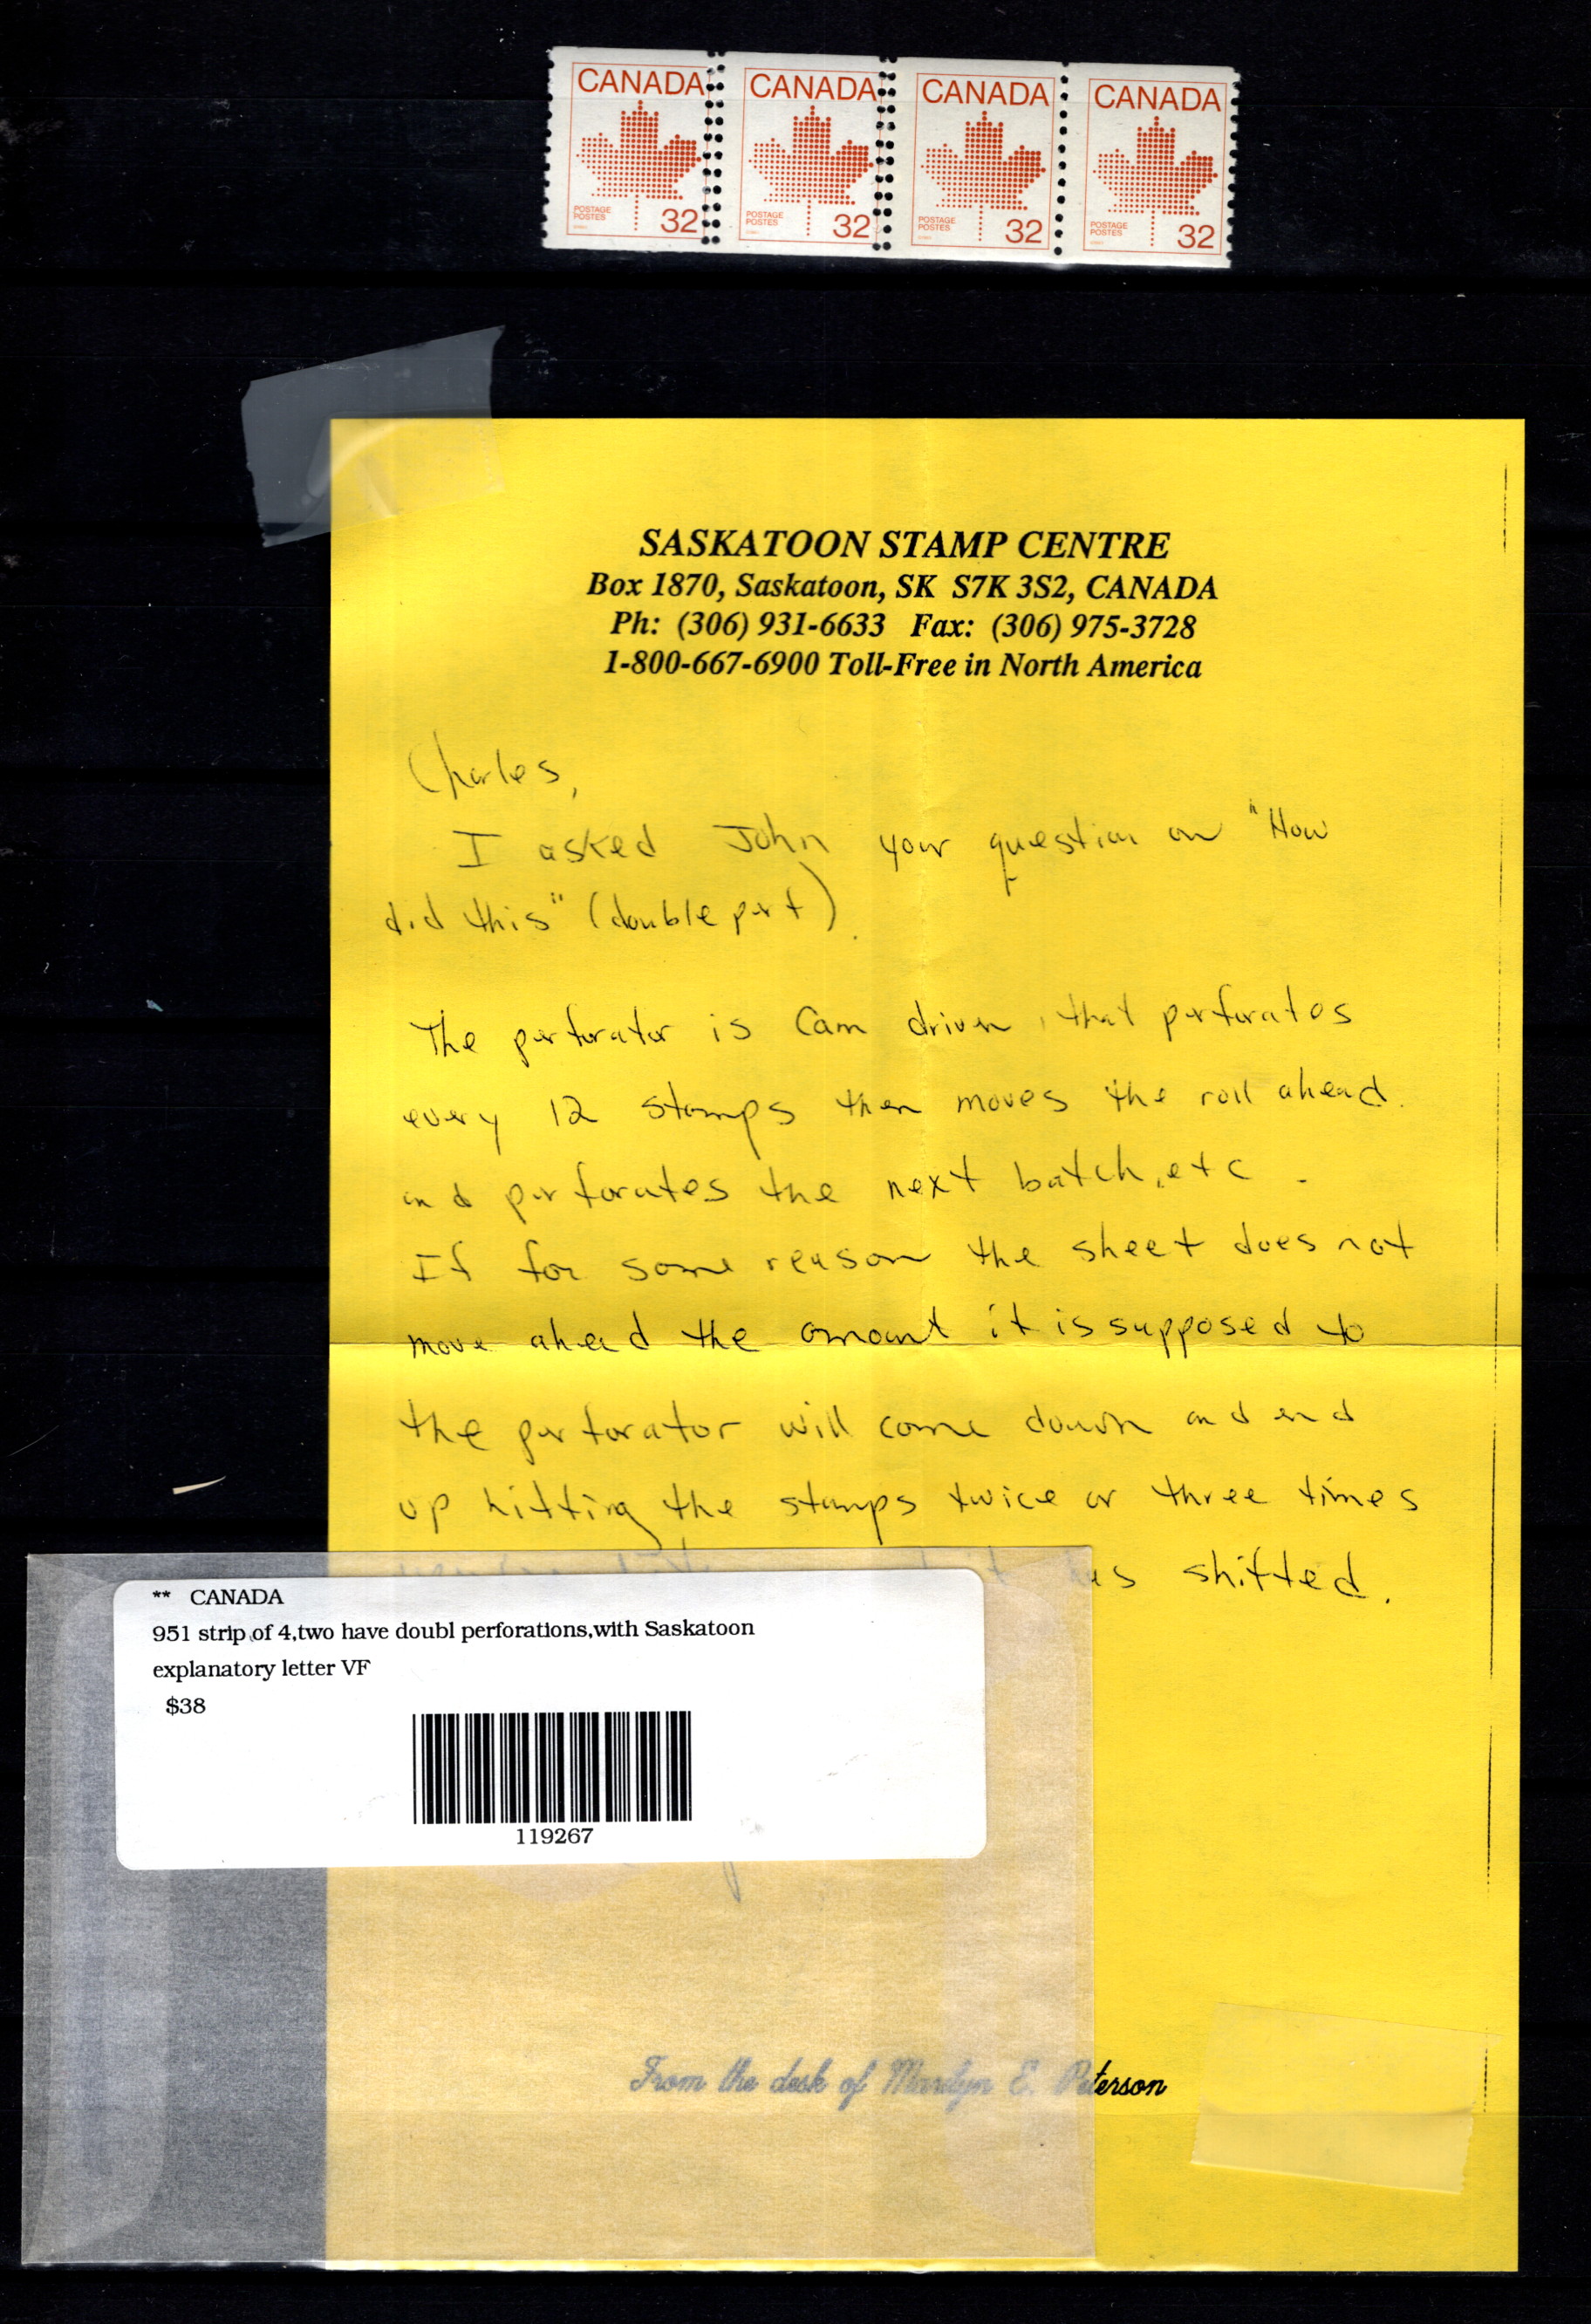 CANADA CANADA CANADA CANADA
POSTAGE POSTES 32 POSTAGE POSTES 32 POSTAGE POSTES 32 POSTAGE POSTES 32
SASKATOON STAMP CENTRE
Box 1870, Saskatoon, SK S7K 3S2, CANADA
Ph: (306) 931-6633 Fax: (306) 975-3728
1-800-667-6900 Toll-Free in North America
Charles,
I asked John your question on "How
did this" (double perf).
The perforator is Cam driven, that perforates
every 12 stamps then moves the roll ahead.
and perforates the next batch, etc.
If for some reason the sheet does not
move ahead the amount it is supposed to
the perforator will come down and end
up hitting the stamps twice or three times
it has shifted.
** CANADA
951 strip of 4,two have doubl perforations,with Saskatoon
explanatory letter VF
$38
119267
From the desk of Marilyn E. Peterson